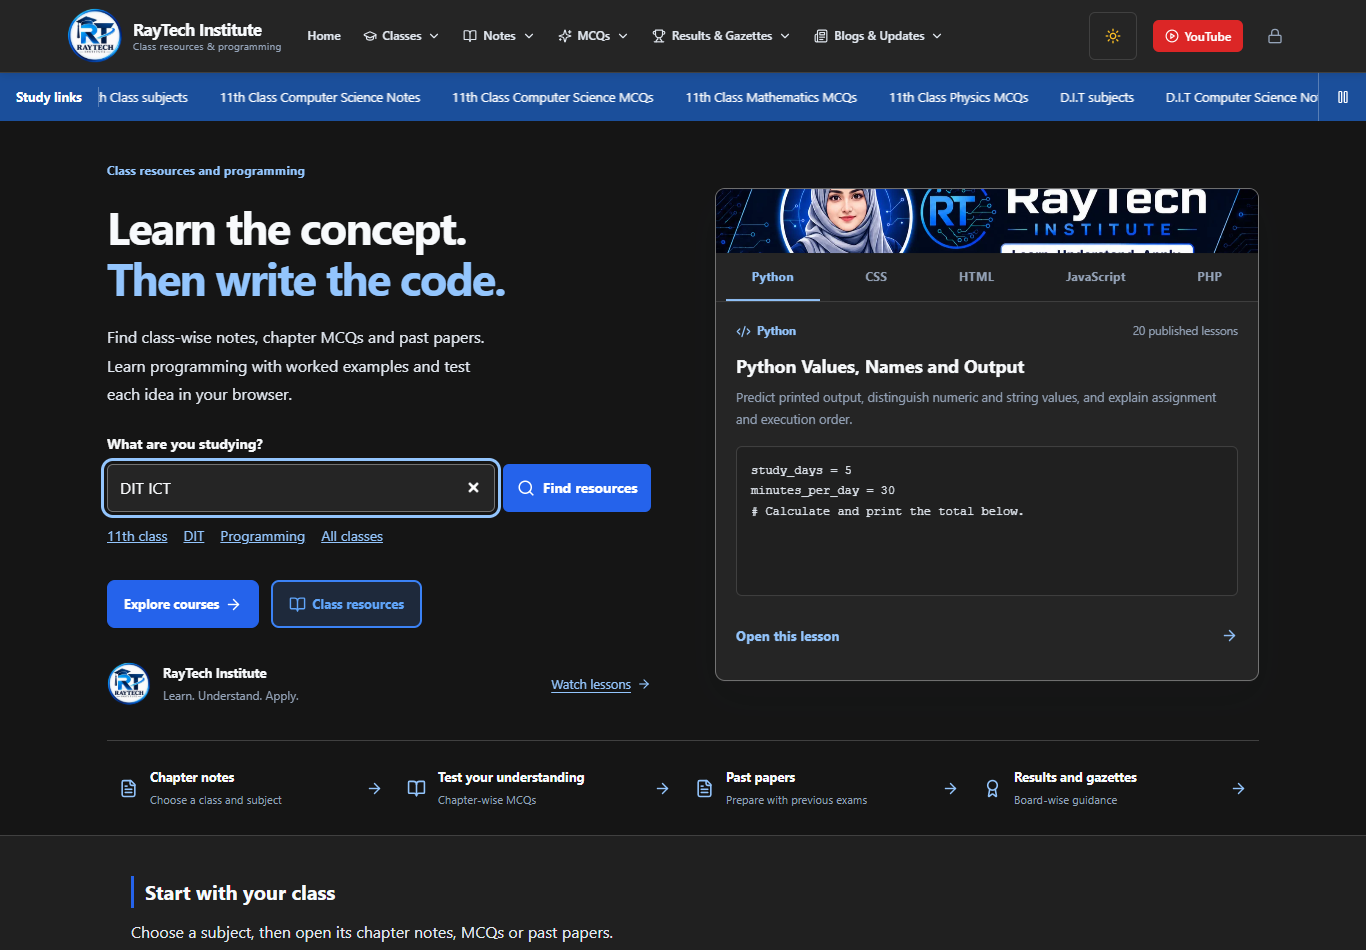 RayTech Institute
Class resources & programming
Home
Classes
Notes
MCQs
Results & Gazettes
Blogs & Updates
YouTube
Study links
h Class subjects
11th Class Computer Science Notes
11th Class Computer Science MCQs
11th Class Mathematics MCQs
11th Class Physics MCQs
D.I.T subjects
D.I.T Computer Science No
Class resources and programming
Learn the concept.
Then write the code.
Find class-wise notes, chapter MCQs and past papers.
Learn programming with worked examples and test
each idea in your browser.
What are you studying?
DIT ICT
Find resources
11th class
DIT
Programming
All classes
Explore courses
Class resources
RT
RAYTECH
RayTech Institute
Learn. Understand. Apply.
Watch lessons
RT
RayTech
INSTITUTE
Python
CSS
HTML
JavaScript
PHP
Python
20 published lessons
Python Values, Names and Output
Predict printed output, distinguish numeric and string values, and explain assignment
and execution order.
study_days = 5
minutes_per_day = 30
# Calculate and print the total below.
Open this lesson
Chapter notes
Choose a class and subject
Test your understanding
Chapter-wise MCQs
Past papers
Prepare with previous exams
Results and gazettes
Board-wise guidance
Start with your class
Choose a subject, then open its chapter notes, MCQs or past papers.